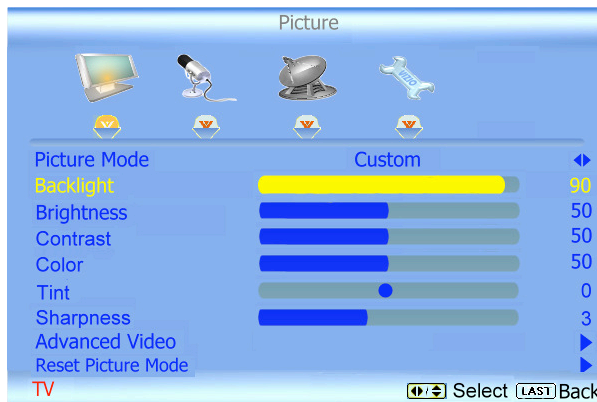 Picture
VIZIO
Picture Mode Custom
Backlight 90
Brightness 50
Contrast 50
Color 50
Tint 0
Sharpness 3
Advanced Video
Reset Picture Mode
TV Select LAST Back